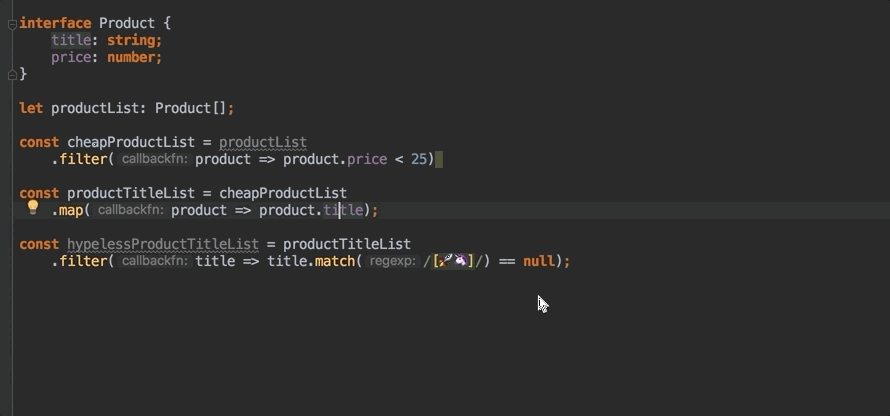 interface Product {
    title: string;
    price: number;
}
let productList: Product[];
const cheapProductList = productList
    .filter( callbackfn: product => product.price < 25)
const productTitleList = cheapProductList
    .map( callbackfn: product => product.title);
const hypelessProductTitleList = productTitleList
    .filter( callbackfn: title => title.match( regexp: /[🚀🦄]/) == null);